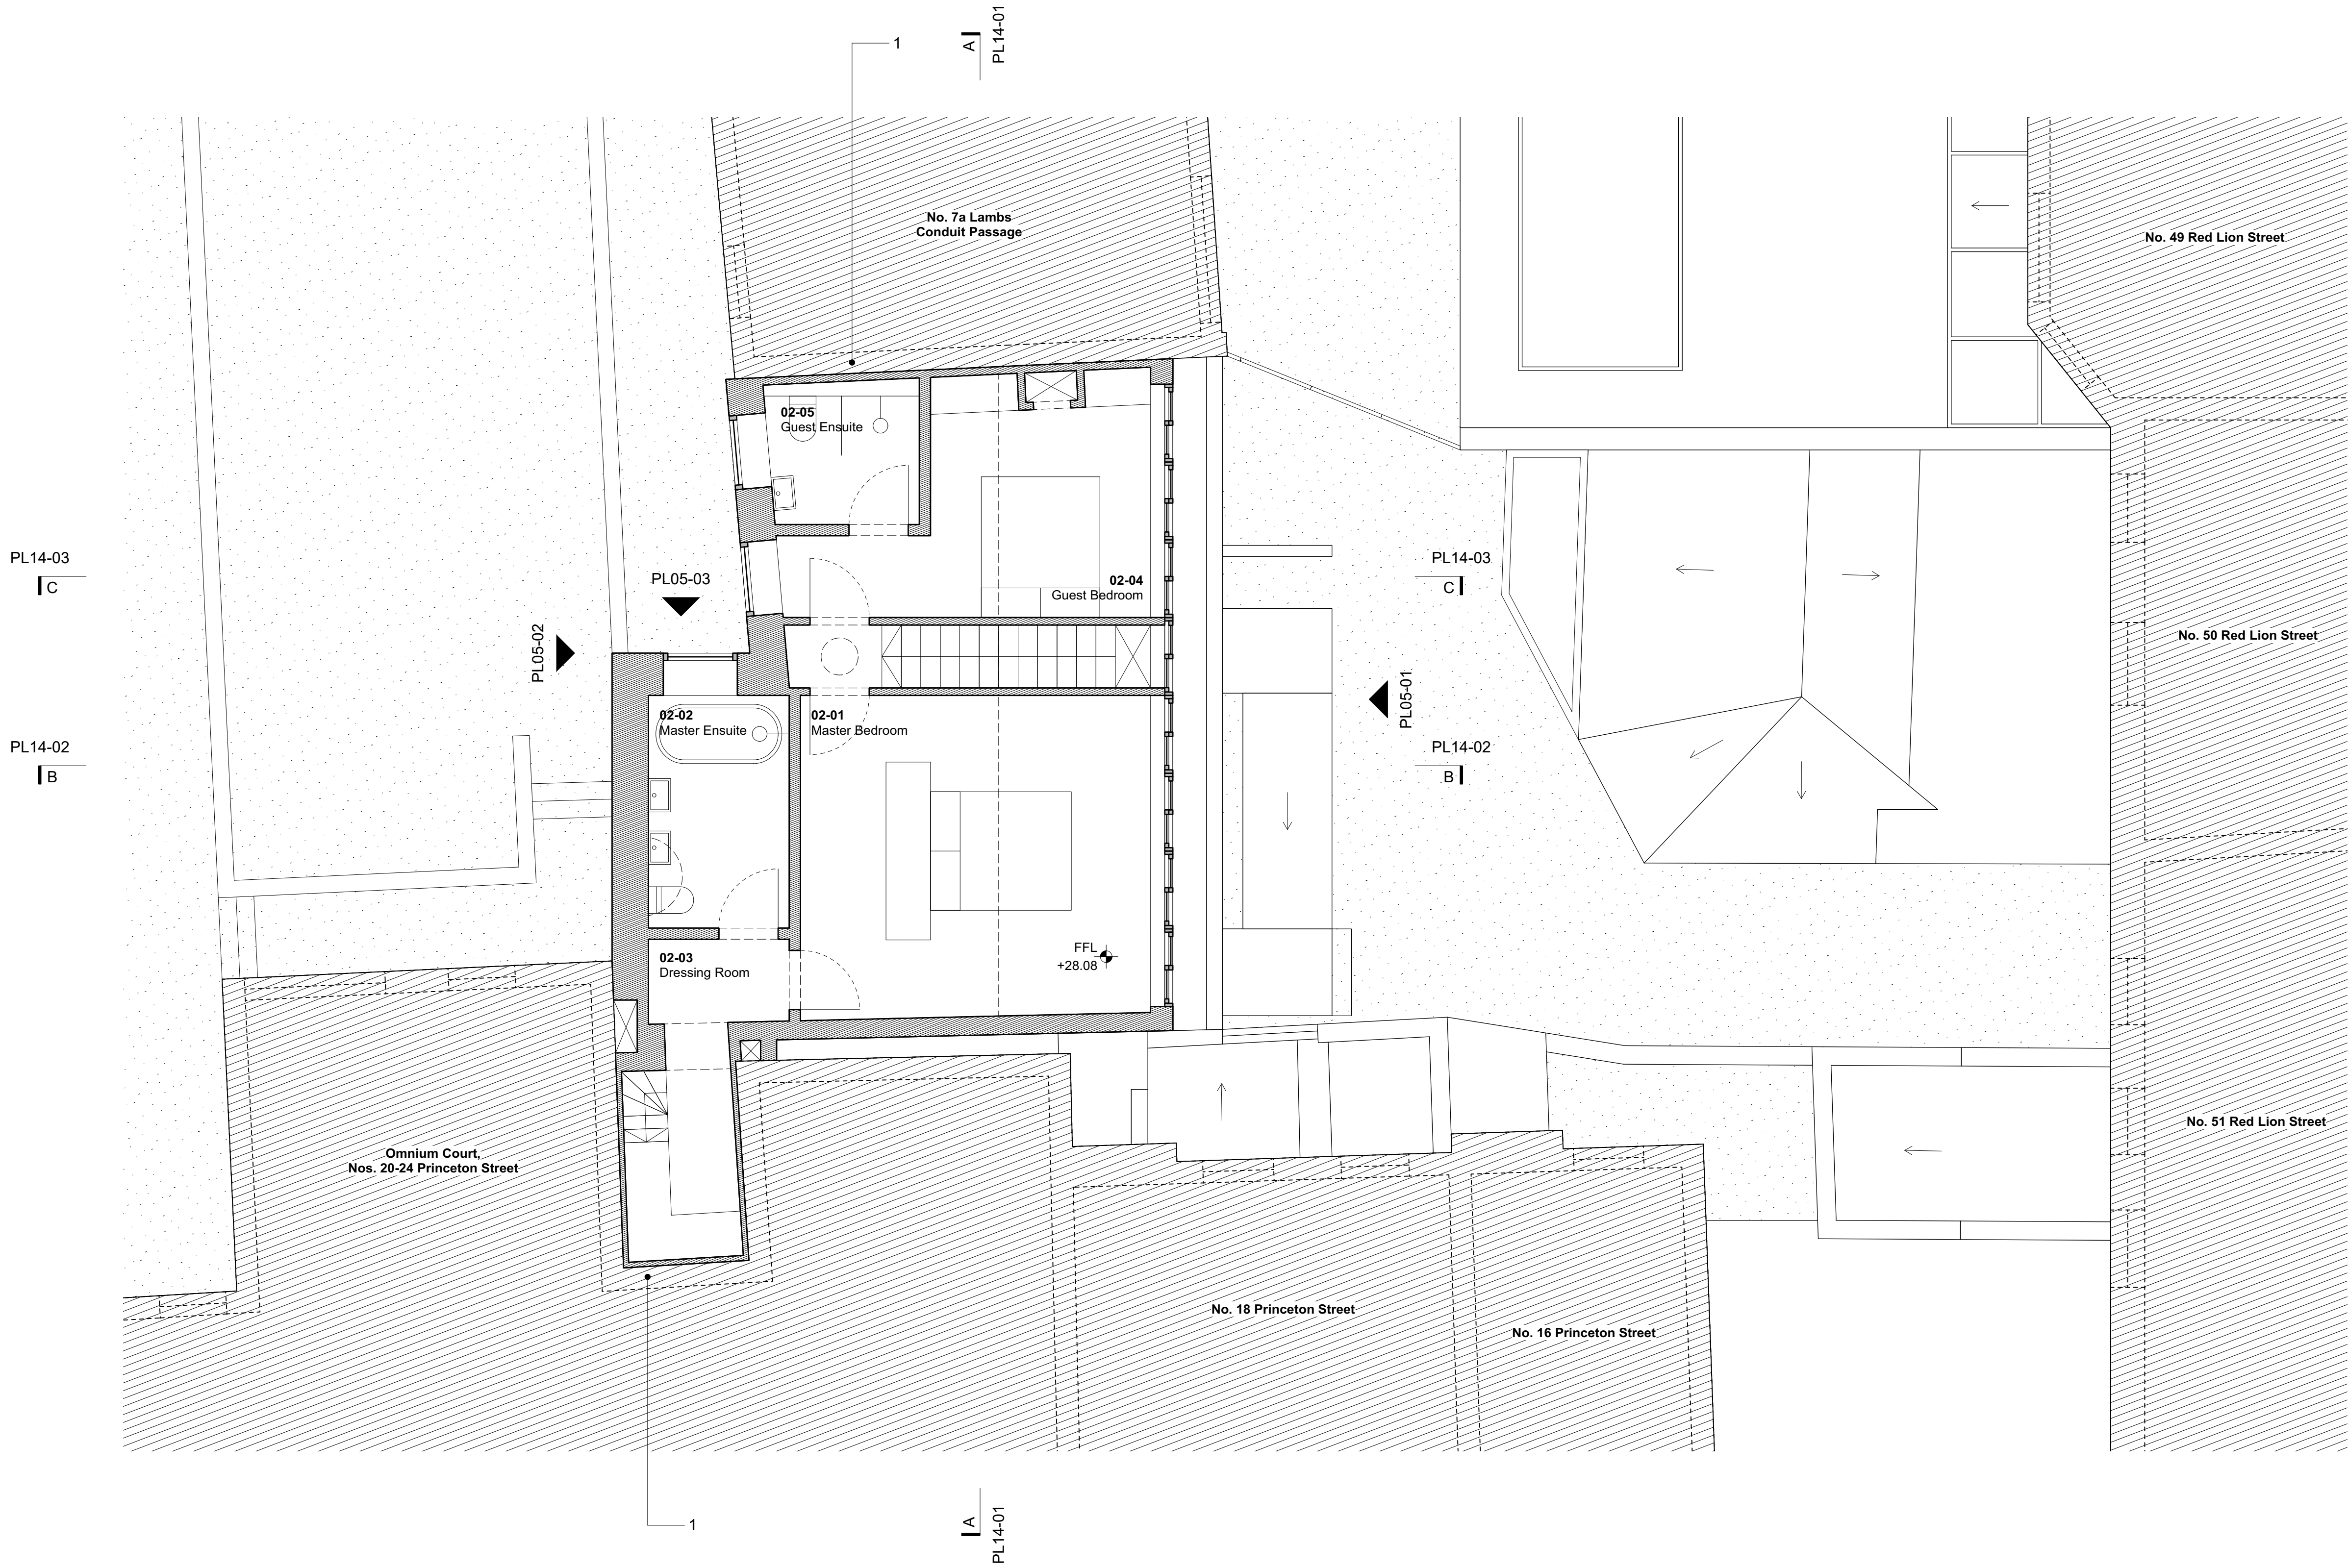 1
A
PL14-01
No. 7a Lambs
Conduit Passage
No. 49 Red Lion Street
02-05
Guest Ensuite
PL14-03
C
PL05-03
02-04
Guest Bedroom
PL14-03
C
PL05-02
No. 50 Red Lion Street
PL05-01
02-02
Master Ensuite
02-01
Master Bedroom
PL14-02
B
PL14-02
B
FFL
+28.08
02-03
Dressing Room
No. 51 Red Lion Street
Omnium Court,
Nos. 20-24 Princeton Street
No. 18 Princeton Street
No. 16 Princeton Street
1
A
PL14-01